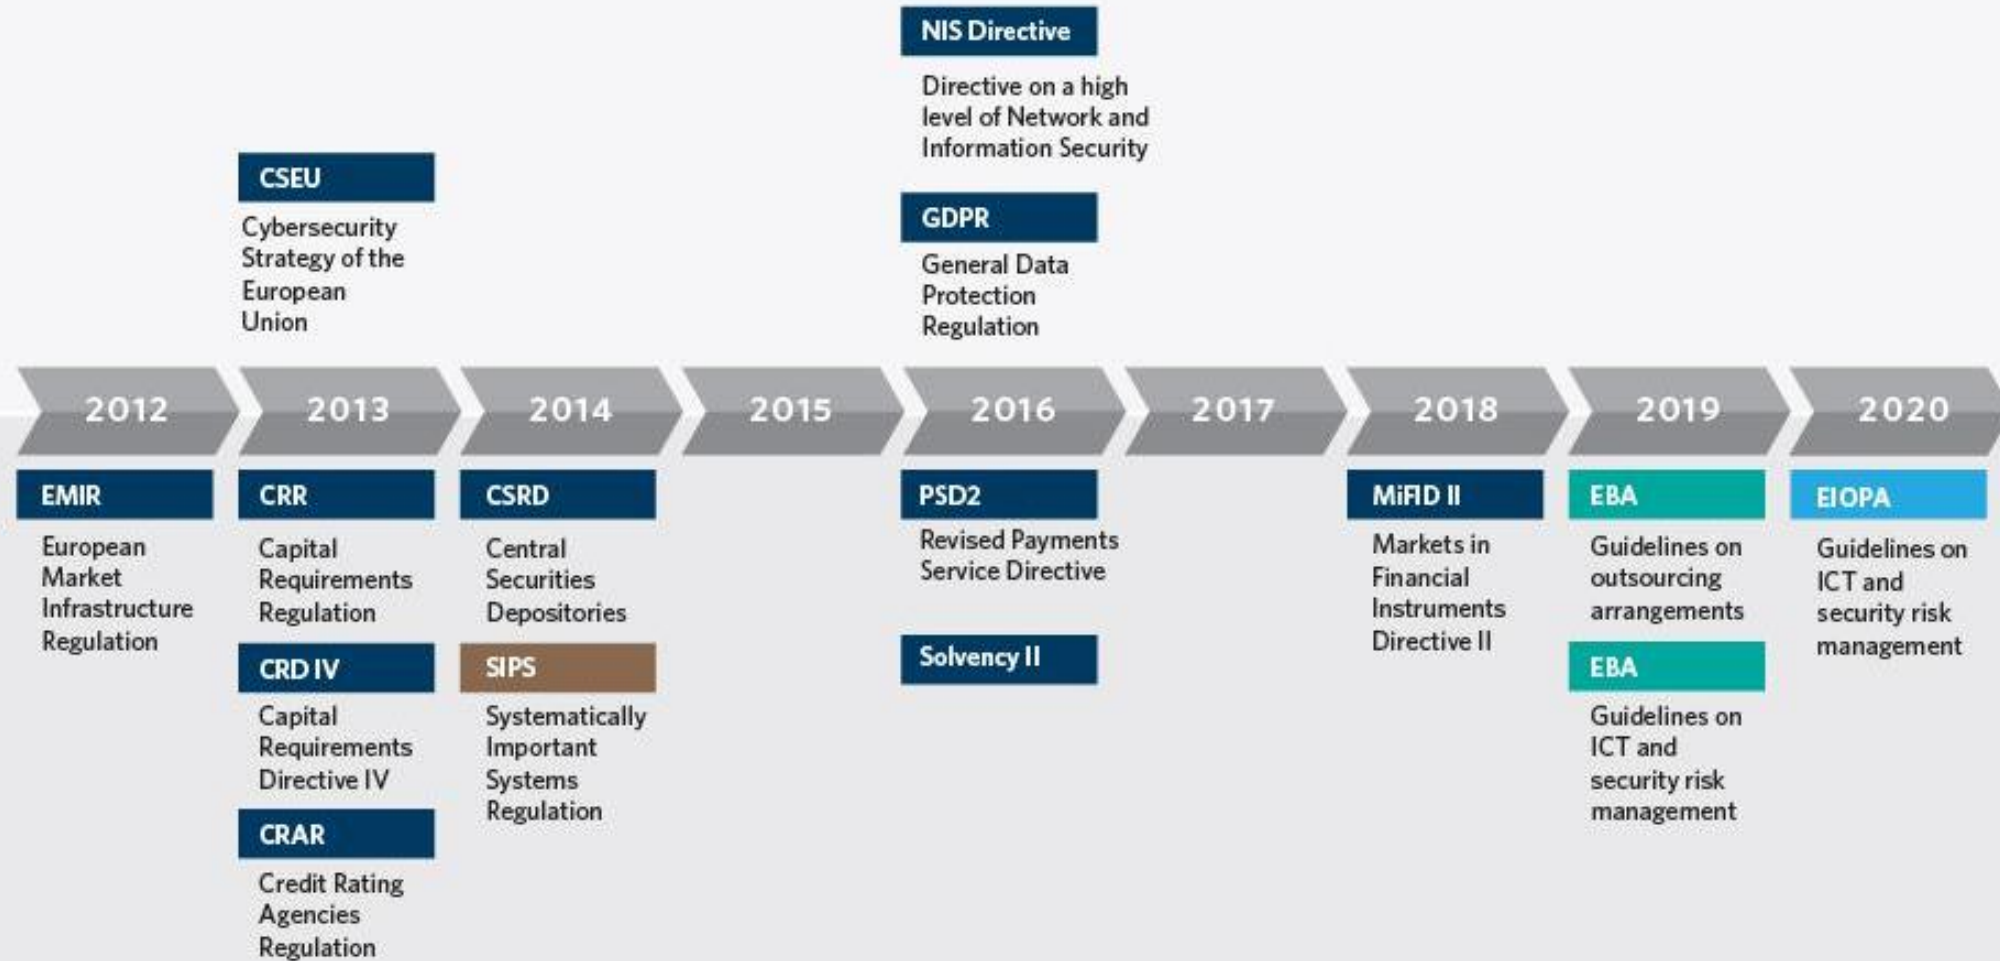 NIS Directive
Directive on a high
level of Network and
Information Security
CSEU
Cybersecurity
Strategy of the
European
Union
GDPR
General Data
Protection
Regulation
2012
2013
2014
2015
2016
2017
2018
2019
2020
EMIR
European
Market
Infrastructure
Regulation
CRR
Capital
Requirements
Regulation
CRD IV
Capital
Requirements
Directive IV
CRAR
Credit Rating
Agencies
Regulation
CSRD
Central
Securities
Depositories
SIPS
Systematically
Important
Systems
Regulation
PSD2
Revised Payments
Service Directive
Solvency II
MiFID II
Markets in
Financial
Instruments
Directive II
EBA
Guidelines on
outsourcing
arrangements
EBA
Guidelines on
ICT and
security risk
management
EIOPA
Guidelines on
ICT and
security risk
management